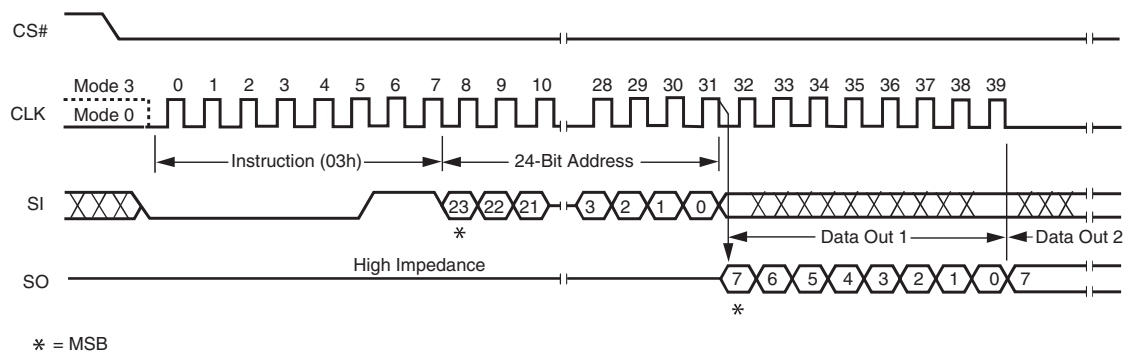 CS#
Mode 3 0 1 2 3 4 5 6 7 8 9 10 28 29 30 31 32 33 34 35 36 37 38 39
CLK Mode 0
Instruction (03h) 24-Bit Address
SI 23 22 21 3 2 1 0
* Data Out 1 Data Out 2
High Impedance
SO 7 6 5 4 3 2 1 0 7
*
* = MSB